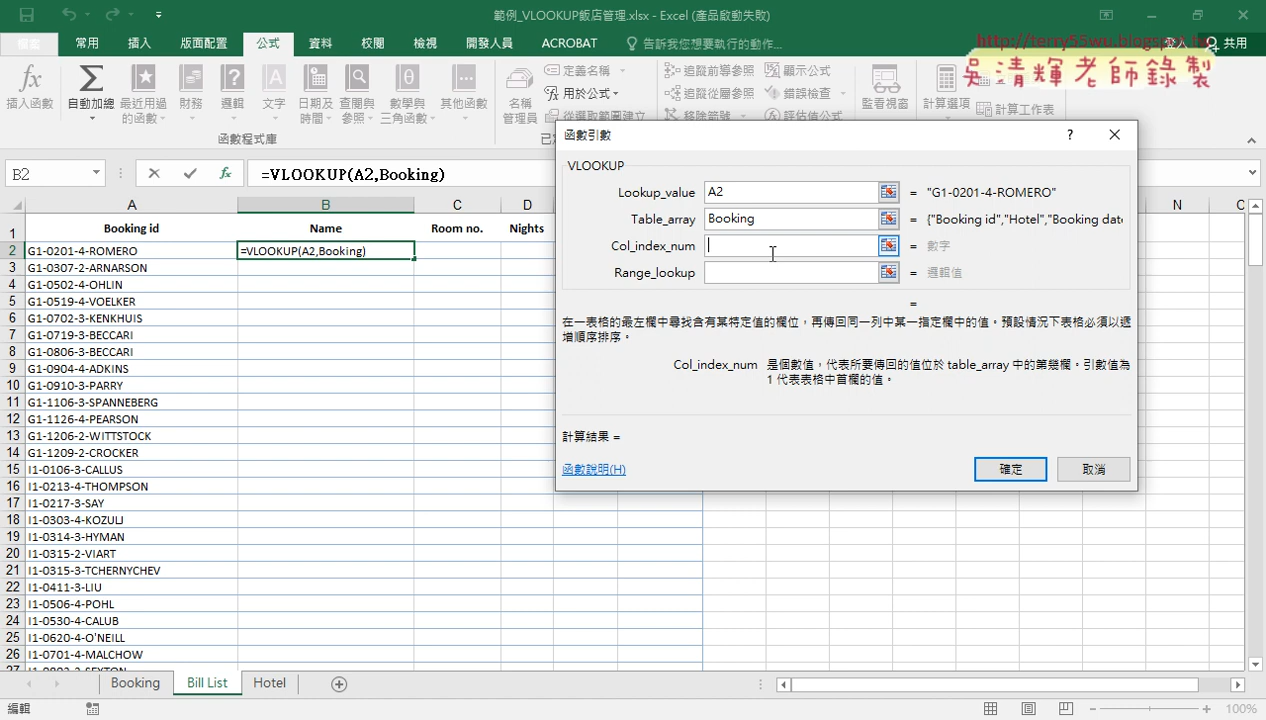 範例_VLOOKUP飯店管理.xlsx - Excel (產品啟動失敗)
檔案 常用 插入 版面配置 公式 資料 校閱 檢視 開發人員 ACROBAT 告訴我您想要執行的動作... 登入 共用
http://terry55wu.blogspot.tw
吳清輝老師錄製
插入函數 自動加總 最近用過的函數 財務 邏輯 文字 日期及時間 查閱與參照 數學與三角函數 其他函數 名稱管理員
定義名稱 追蹤前導參照 顯示公式
用於公式 追蹤從屬參照 錯誤檢查 監看視窗 計算選項
從選取範圍建立 移除箭號 評估值公式 計算工作表
函數程式庫
B2 =VLOOKUP(A2,Booking)
A B C D N
1 Booking id Name Room no. Nights
2 G1-0201-4-ROMERO =VLOOKUP(A2,Booking)
3 G1-0307-2-ARNARSON
4 G1-0502-4-OHLIN
5 G1-0519-4-VOELKER
6 G1-0702-3-KENKHUIS
7 G1-0719-3-BECCARI
8 G1-0806-3-BECCARI
9 G1-0904-4-ADKINS
10 G1-0910-3-PARRY
11 G1-1106-3-SPANNEBERG
12 G1-1126-4-PEARSON
13 G1-1206-2-WITTSTOCK
14 G1-1209-2-CROCKER
15 I1-0106-3-CALLUS
16 I1-0213-4-THOMPSON
17 I1-0217-3-SAY
18 I1-0303-4-KOZULJ
19 I1-0314-3-HYMAN
20 I1-0315-2-VIART
21 I1-0315-3-TCHERNYCHEV
22 I1-0411-3-LIU
23 I1-0506-4-POHL
24 I1-0530-4-CALUB
25 I1-0620-4-O'NEILL
26 I1-0701-4-MALCHOW
27
函數引數 ?
VLOOKUP
Lookup_value A2 = "G1-0201-4-ROMERO"
Table_array Booking = {"Booking id","Hotel","Booking date
Col_index_num = 數字
Range_lookup = 邏輯值
=
在一表格的最左欄中尋找含有某特定值的欄位，再傳回同一列中某一指定欄中的值。預設情況下表格必須以遞
增順序排序。
Col_index_num 是個數值，代表所要傳回的值位於 table_array 中的第幾欄。引數值為
1 代表表格中首欄的值。
計算結果 =
函數說明(H) 確定 取消
Booking Bill List Hotel
編輯 100%